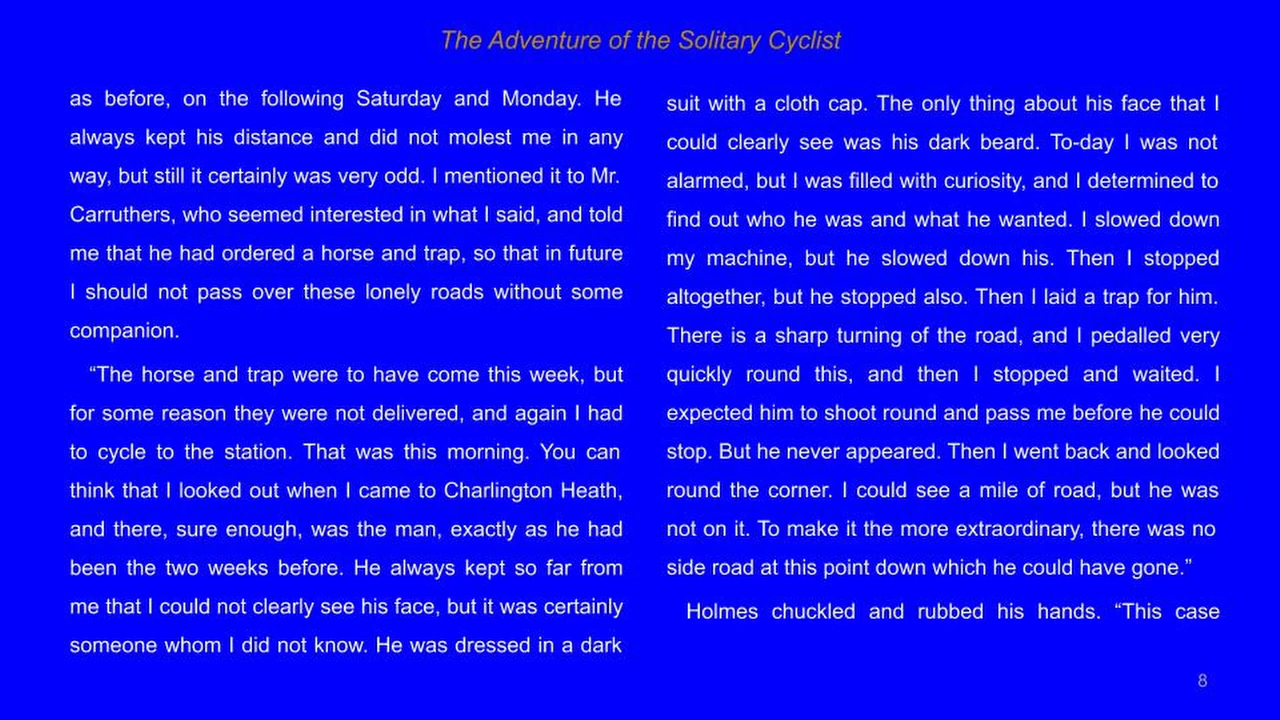 The Adventure of the Solitary Cyclist
as before, on the following Saturday and Monday. He
always kept his distance and did not molest me in any
way, but still it certainly was very odd. I mentioned it to Mr.
Carruthers, who seemed interested in what I said, and told
me that he had ordered a horse and trap, so that in future
I should not pass over these lonely roads without some
companion.
“The horse and trap were to have come this week, but
for some reason they were not delivered, and again I had
to cycle to the station. That was this morning. You can
think that I looked out when I came to Charlington Heath,
and there, sure enough, was the man, exactly as he had
been the two weeks before. He always kept so far from
me that I could not clearly see his face, but it was certainly
someone whom I did not know. He was dressed in a dark
suit with a cloth cap. The only thing about his face that I
could clearly see was his dark beard. To-day I was not
alarmed, but I was filled with curiosity, and I determined to
find out who he was and what he wanted. I slowed down
my machine, but he slowed down his. Then I stopped
altogether, but he stopped also. Then I laid a trap for him.
There is a sharp turning of the road, and I pedalled very
quickly round this, and then I stopped and waited. I
expected him to shoot round and pass me before he could
stop. But he never appeared. Then I went back and looked
round the corner. I could see a mile of road, but he was
not on it. To make it the more extraordinary, there was no
side road at this point down which he could have gone.”
Holmes chuckled and rubbed his hands. “This case
8